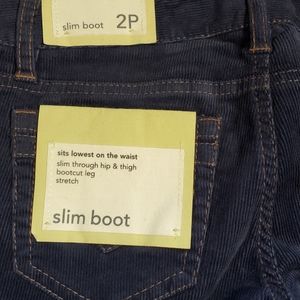 slim boot 2P
sits lowest on the waist
slim through hip & thigh
bootcut leg
stretch
slim boot